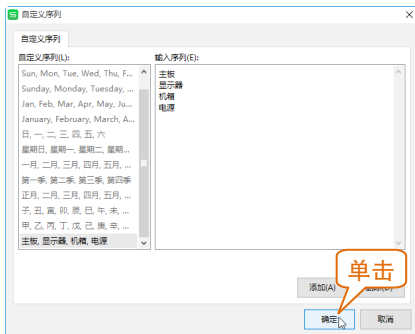 自定义序列
自定义序列
自定义序列(L):
输入序列(E):
Sun, Mon, Tue, Wed, Thu, F...
Sunday, Monday, Tuesday, ...
Jan, Feb, Mar, Apr, May, Ju...
January, February, March, A...
日, 一, 二, 三, 四, 五, 六
星期日, 星期一, 星期二, 星期...
一月, 二月, 三月, 四月, 五月, ...
第一季, 第二季, 第三季, 第四季
正月, 二月, 三月, 四月, 五月, ...
子, 丑, 寅, 卯, 辰, 巳, 午, 未, ...
甲, 乙, 丙, 丁, 戊, 己, 庚, 辛, ...
主板, 显示器, 机箱, 电源
主板
显示器
机箱
电源
单击
添加(A)
确定
取消